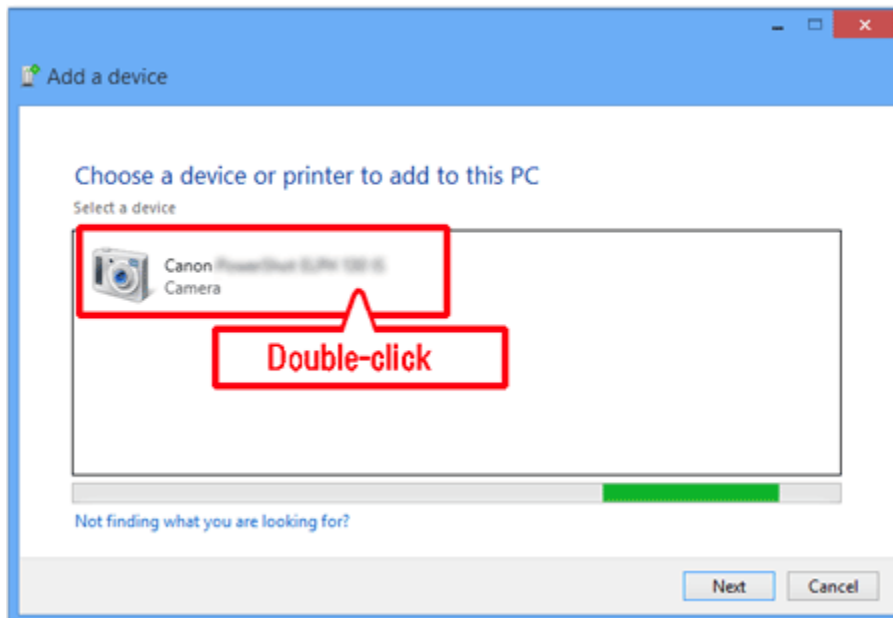 Add a device
Choose a device or printer to add to this PC
Select a device
Canon
Camera
Double-click
Not finding what you are looking for?
Next
Cancel